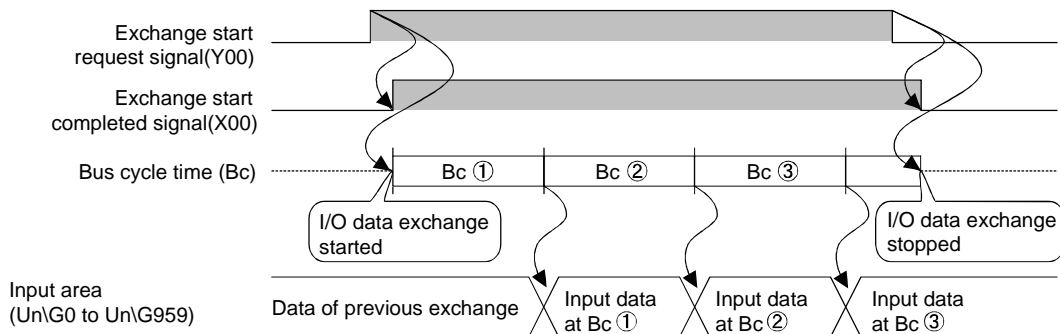 Exchange start
request signal(Y00)
Exchange start
completed signal(X00)
Bus cycle time (Bc)
Bc ①
Bc ②
Bc ③
I/O data exchange
started
I/O data exchange
stopped
Input area
(Un\G0 to Un\G959)
Data of previous exchange
Input data
at Bc ①
Input data
at Bc ②
Input data
at Bc ③